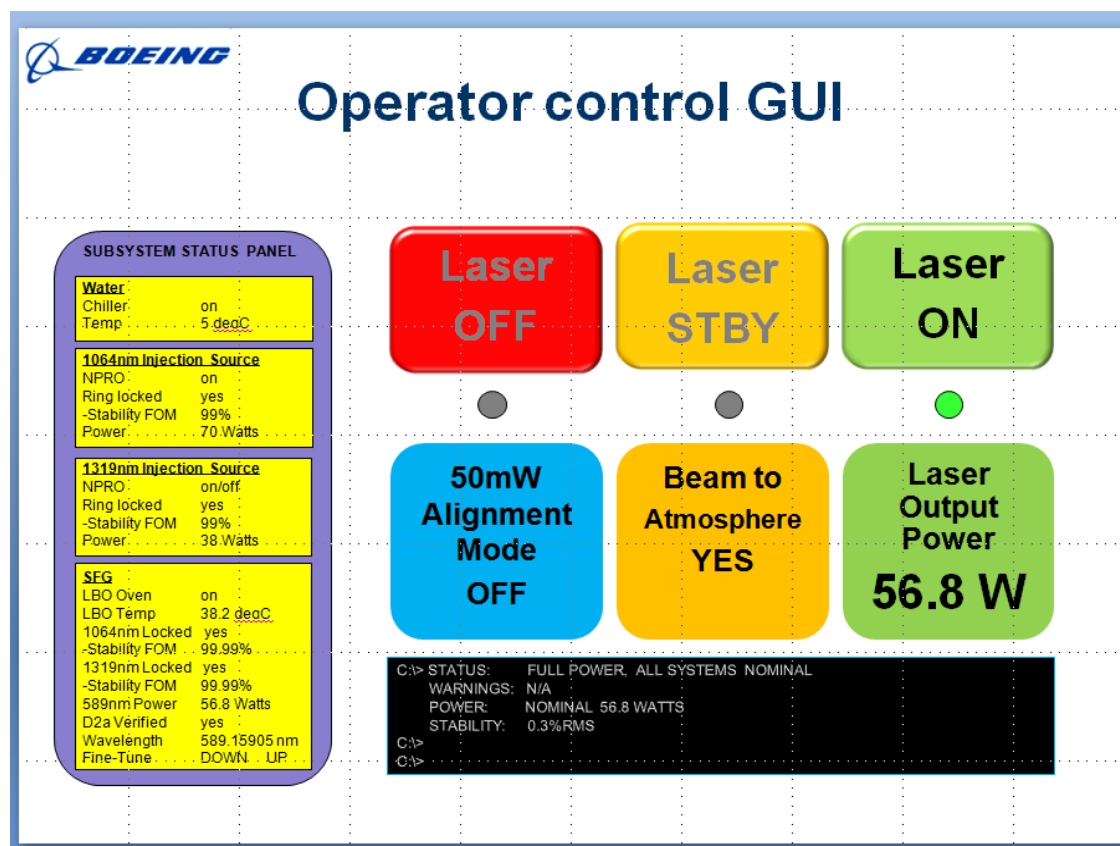 BOEING
Operator control GUI
SUBSYSTEM STATUS PANEL
Water
Chiller on
Temp 5 degC
1064nm Injection Source
NPRO on
Ring locked yes
-Stability FOM 99%
Power 70 Watts
1319nm Injection Source
NPRO on/off
Ring locked yes
-Stability FOM 99%
Power 38 Watts
SFG
LBO Oven on
LBO Temp 38.2 degC
1064nm Locked yes
-Stability FOM 99.99%
1319nm Locked yes
-Stability FOM 99.99%
589nm Power 56.8 Watts
D2a Verified yes
Wavelength 589.15905 nm
Fine-Tune DOWN UP
Laser
OFF
Laser
STBY
Laser
ON
50mW
Alignment
Mode
OFF
Beam to
Atmosphere
YES
Laser
Output
Power
56.8 W
C:\> STATUS: FULL POWER, ALL SYSTEMS NOMINAL
WARNINGS: N/A
POWER: NOMINAL 56.8 WATTS
STABILITY: 0.3%RMS
C:\>
C:\>